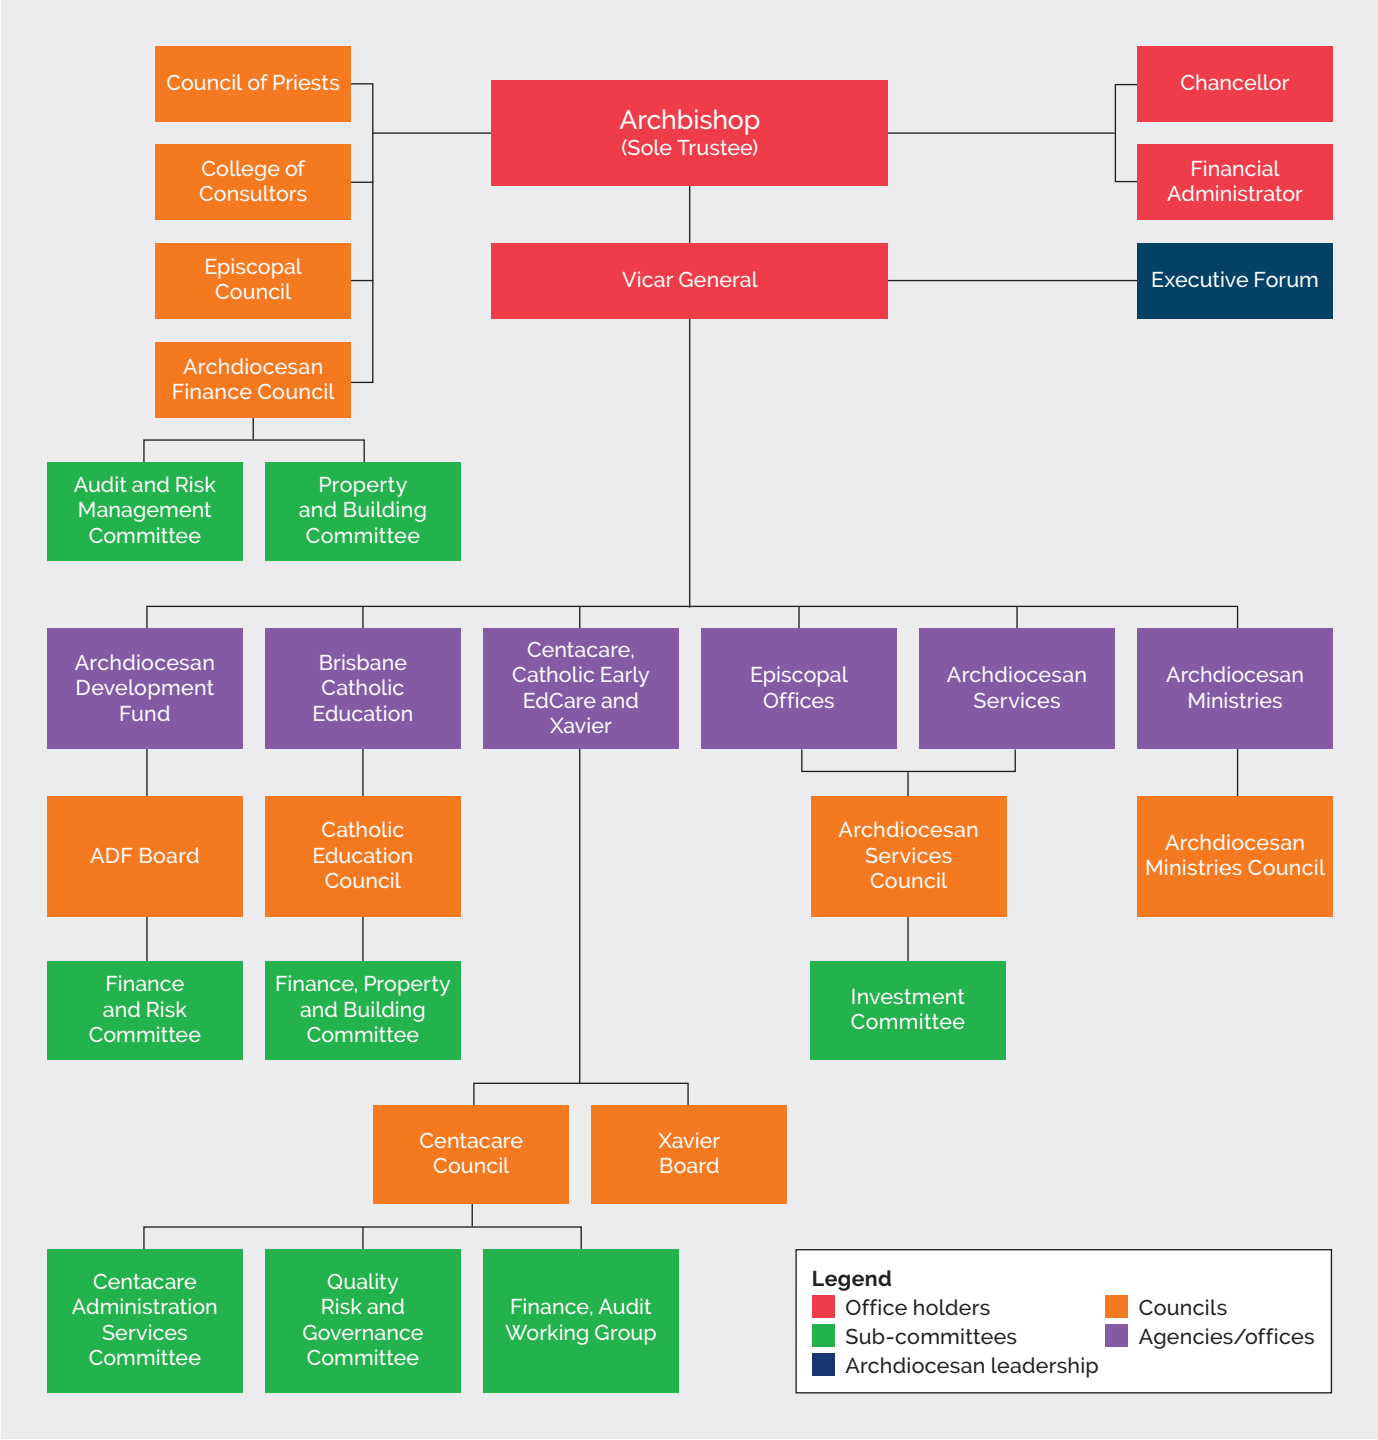 Council of Priests
College of
Consultors
Episcopal
Council
Archdiocesan
Finance Council
Archbishop
(Sole Trustee)
Vicar General
Chancellor
Financial
Administrator
Executive Forum
Audit and Risk
Management
Committee
Property
and Building
Committee
Archdiocesan
Development
Fund
Brisbane
Catholic
Education
Centacare,
Catholic Early
EdCare and
Xavier
Episcopal
Offices
Archdiocesan
Services
Archdiocesan
Ministries
ADF Board
Catholic
Education
Council
Archdiocesan
Services
Council
Archdiocesan
Ministries Council
Finance
and Risk
Committee
Finance, Property
and Building
Committee
Investment
Committee
Centacare
Council
Xavier
Board
Centacare
Administration
Services
Committee
Quality
Risk and
Governance
Committee
Finance, Audit
Working Group
Legend
Office holders
Sub-committees
Archdiocesan leadership
Councils
Agencies/offices